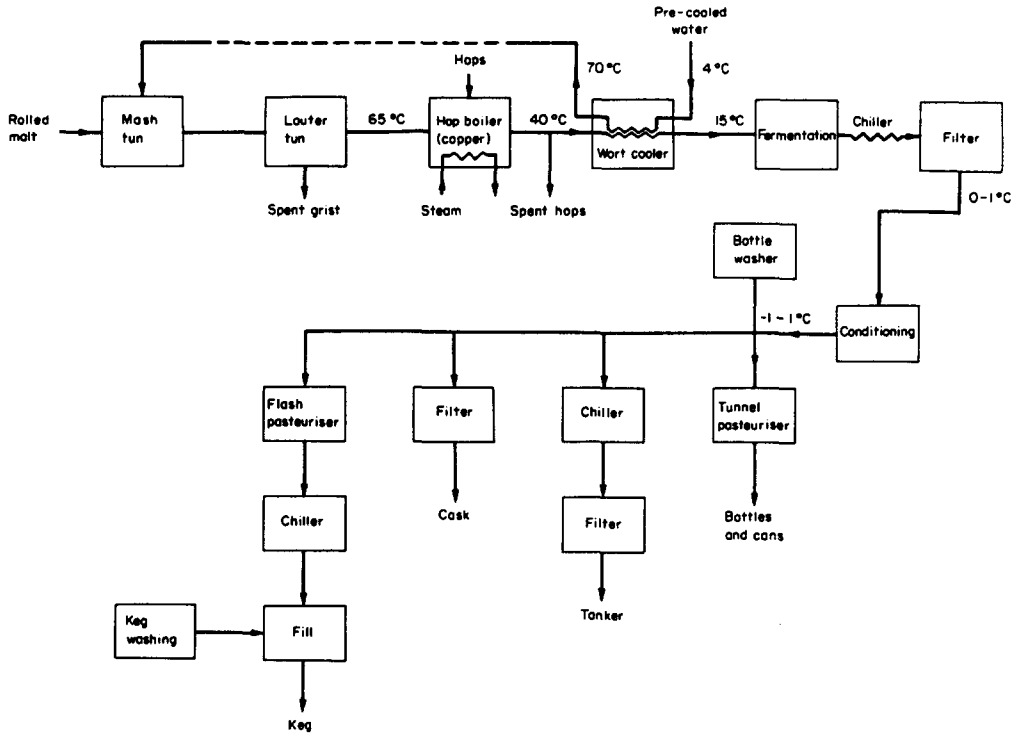 Pre-cooled
water
Hops
70°C
4°C
Rolled
malt
Mash
tun
Lauter
tun
65°C
Hop boiler
(copper)
40°C
Wort cooler
15°C
Fermentation
Chiller
Filter
Spent grist
Steam
Spent hops
0-1°C
Bottle
washer
-1-1°C
Conditioning
Flash
pasteuriser
Filter
Chiller
Tunnel
pasteuriser
Chiller
Cask
Filter
Bottles
and cans
Tanker
Keg
washing
Fill
Keg